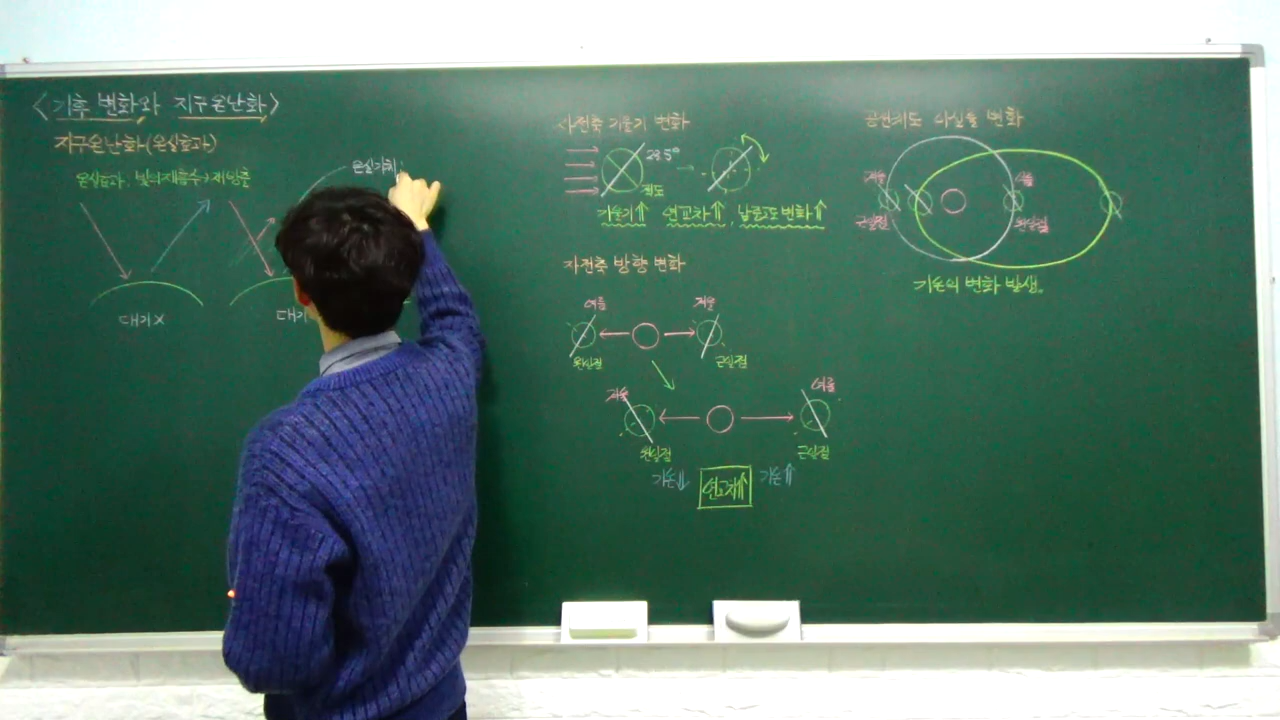 <기후 변화와 지구온난화>
지구온난화(온실효과)
온실효과: 빛의 재흡수→재방출
대기X
대기
온실기체:
자전축 기울기 변화
23.5°
적도
기울기⇑ 연교차⇑, 남중고도 변화⇑
자전축 방향 변화
여름
겨울
원일점
근일점
겨울
여름
원일점
근일점
기온⇓
연교차⇑
기온⇑
공전궤도 이심률 변화
겨울
여름
근일점
원일점
기온의 변화 발생.